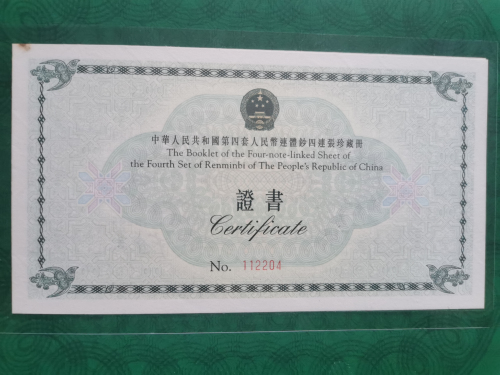 中華人民共和國第四套人民幣連體鈔四連張珍藏册
The Booklet of the Four-note-linked Sheet of
the Fourth Set of Renminbi of The People's Republic of China
證書
Certificate
No. 112204